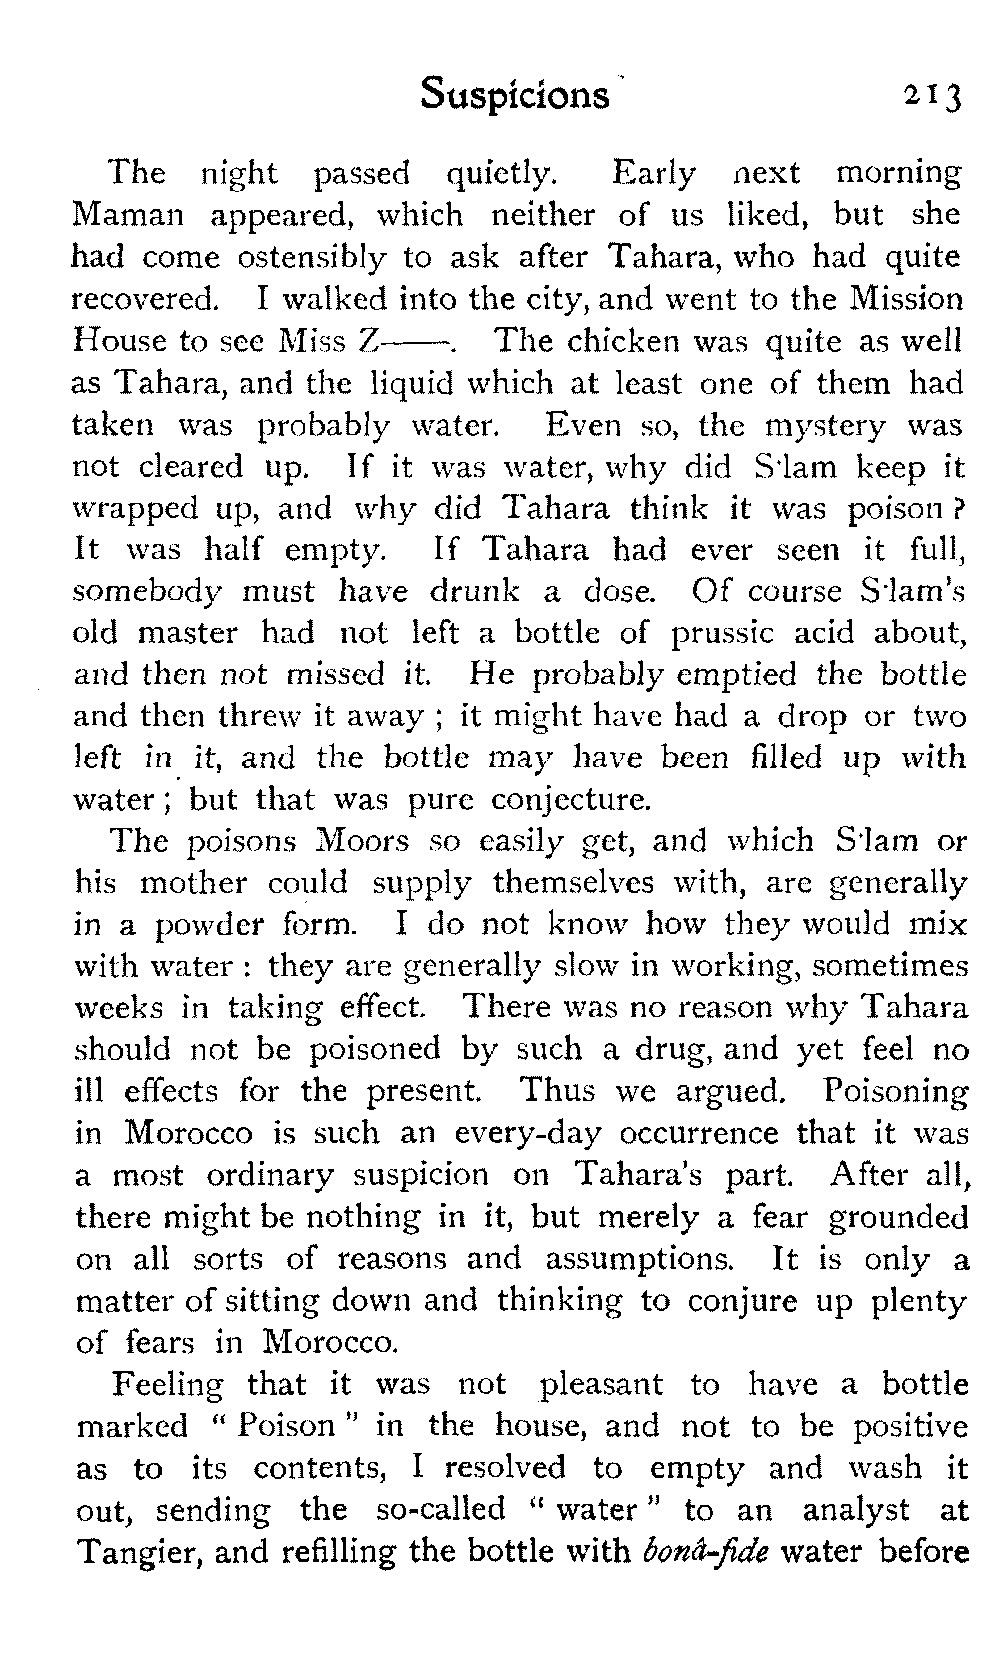 Suspicions 213
The night passed quietly. Early next morning
Maman appeared, which neither of us liked, but she
had come ostensibly to ask after Tahara, who had quite
recovered. I walked into the city, and went to the Mission
House to see Miss Z——. The chicken was quite as well
as Tahara, and the liquid which at least one of them had
taken was probably water. Even so, the mystery was
not cleared up. If it was water, why did S`lam keep it
wrapped up, and why did Tahara think it was poison ?
It was half empty. If Tahara had ever seen it full,
somebody must have drunk a dose. Of course S`lam's
old master had not left a bottle of prussic acid about,
and then not missed it. He probably emptied the bottle
and then threw it away ; it might have had a drop or two
left in it, and the bottle may have been filled up with
water ; but that was pure conjecture.
The poisons Moors so easily get, and which S`lam or
his mother could supply themselves with, are generally
in a powder form. I do not know how they would mix
with water : they are generally slow in working, sometimes
weeks in taking effect. There was no reason why Tahara
should not be poisoned by such a drug, and yet feel no
ill effects for the present. Thus we argued. Poisoning
in Morocco is such an every-day occurrence that it was
a most ordinary suspicion on Tahara's part. After all,
there might be nothing in it, but merely a fear grounded
on all sorts of reasons and assumptions. It is only a
matter of sitting down and thinking to conjure up plenty
of fears in Morocco.
Feeling that it was not pleasant to have a bottle
marked " Poison " in the house, and not to be positive
as to its contents, I resolved to empty and wash it
out, sending the so-called " water " to an analyst at
Tangier, and refilling the bottle with bonâ-fide water before